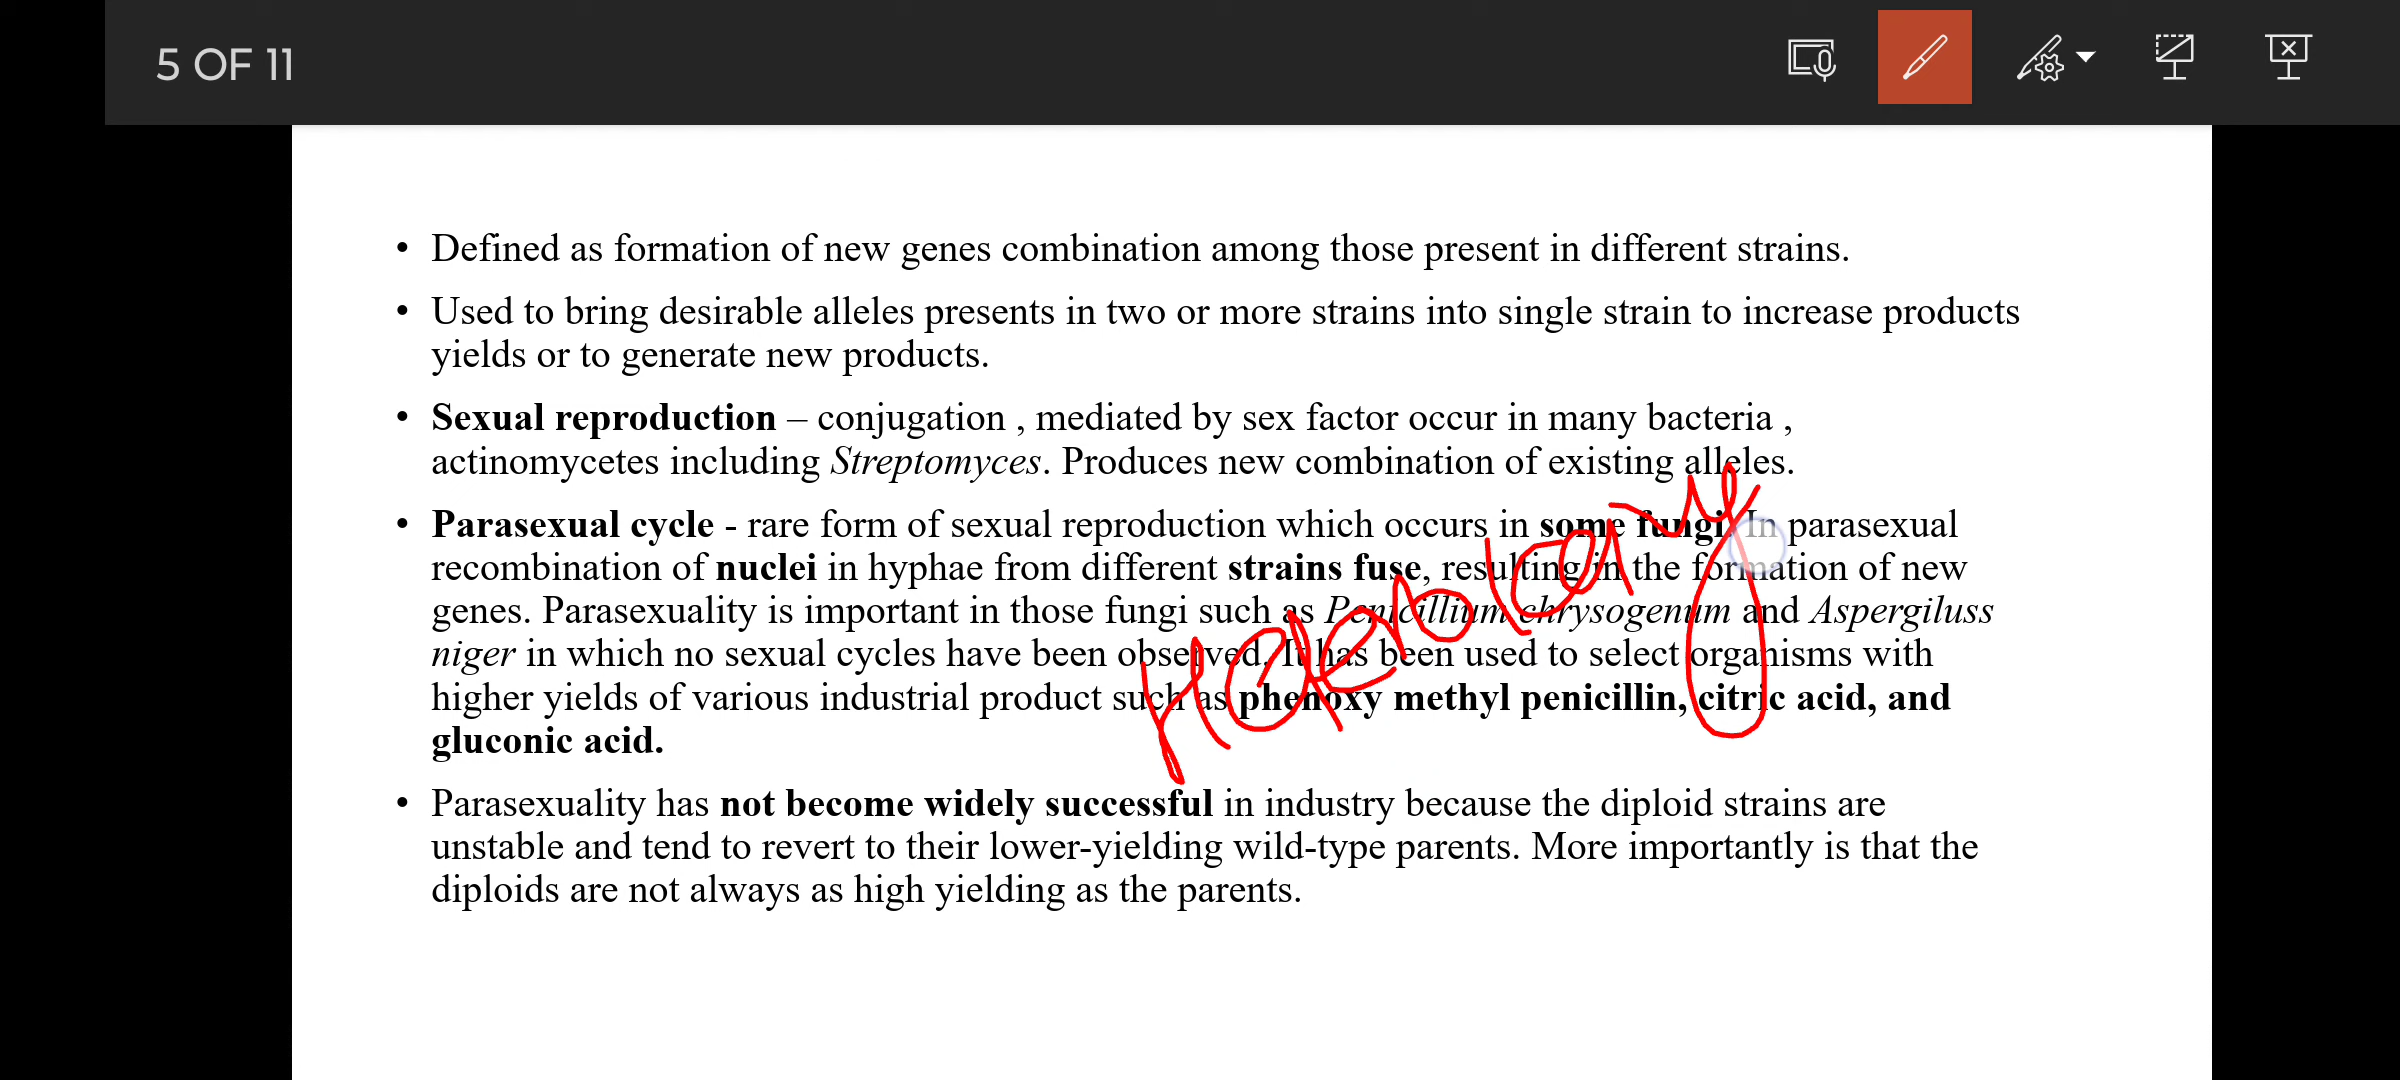 5 OF 11
• Defined as formation of new genes combination among those present in different strains.
• Used to bring desirable alleles presents in two or more strains into single strain to increase products
yields or to generate new products.
• Sexual reproduction – conjugation , mediated by sex factor occur in many bacteria ,
actinomycetes including Streptomyces. Produces new combination of existing alleles.
• Parasexual cycle - rare form of sexual reproduction which occurs in some fungi. In parasexual
recombination of nuclei in hyphae from different strains fuse, resulting in the formation of new
genes. Parasexuality is important in those fungi such as Penicillium chrysogenum and Aspergiluss
niger in which no sexual cycles have been observed. It has been used to select organisms with
higher yields of various industrial product such as phenoxy methyl penicillin, citric acid, and
gluconic acid.
• Parasexuality has not become widely successful in industry because the diploid strains are
unstable and tend to revert to their lower-yielding wild-type parents. More importantly is that the
diploids are not always as high yielding as the parents.